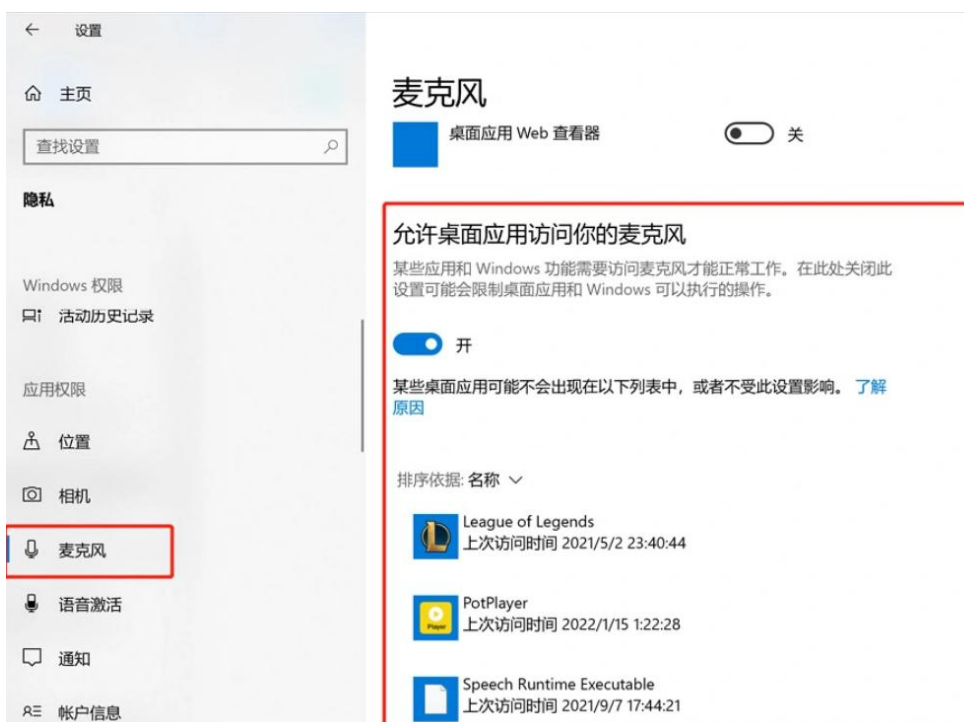 设置
主页
查找设置
隐私
Windows 权限
活动历史记录
应用权限
位置
相机
麦克风
语音激活
通知
帐户信息
麦克风
桌面应用 Web 查看器
关
允许桌面应用访问你的麦克风
某些应用和 Windows 功能需要访问麦克风才能正常工作。在此处关闭此
设置可能会限制桌面应用和 Windows 可以执行的操作。
开
某些桌面应用可能不会出现在以下列表中，或者不受此设置影响。 了解
原因
排序依据: 名称
League of Legends
上次访问时间 2021/5/2 23:40:44
Player
PotPlayer
上次访问时间 2022/1/15 1:22:28
Speech Runtime Executable
上次访问时间 2021/9/7 17:44:21